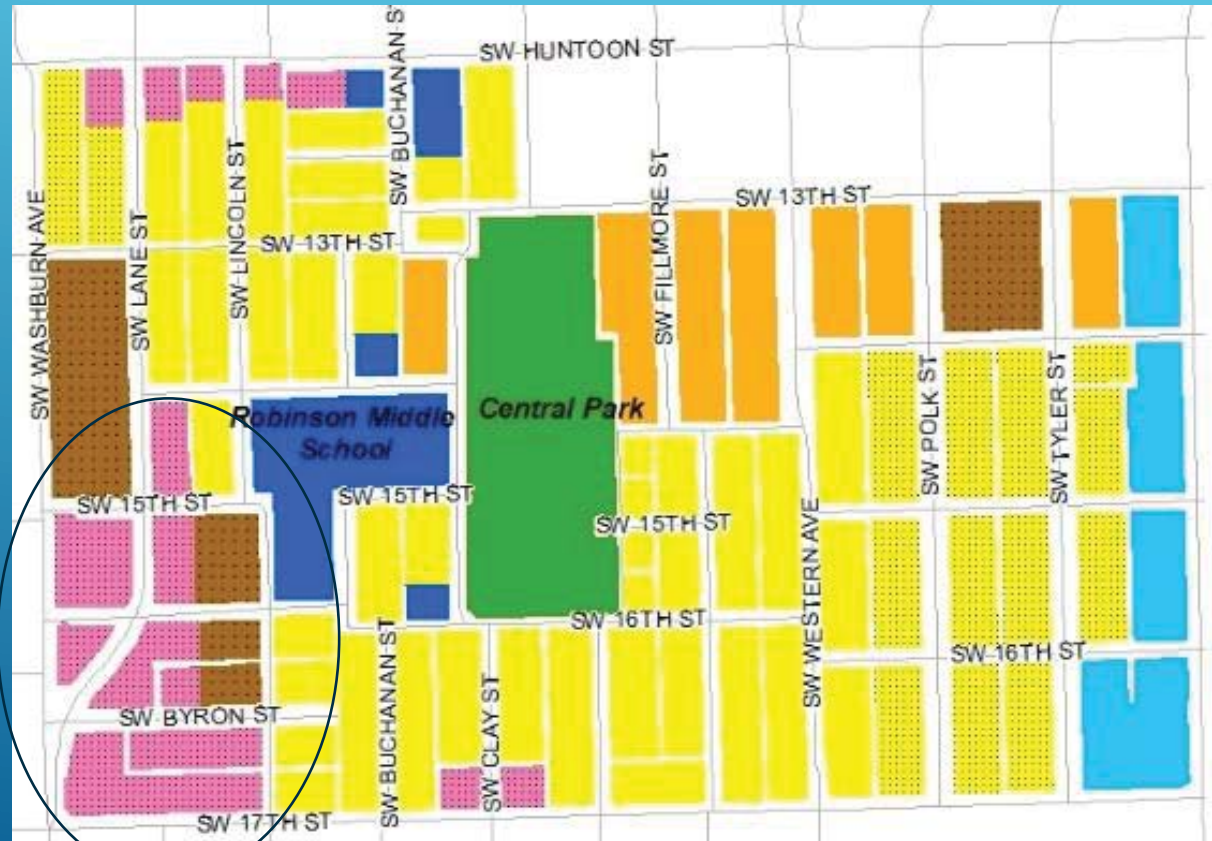 SW HUNTOON ST
SW BUCHANAN S
SW WASHBURN AVE
SW LANE ST
SW LINCOLN ST
SW 13TH ST
SW FILLMORE ST
SW 13TH ST
Robinson Middle
School
Central Park
SW POLK ST
SW TYLER ST
SW 15TH ST
SW 15TH ST
SW 15TH ST
SW WESTERN AVE
SW 16TH ST
SW 16TH ST
SW BYRON ST
SW BUCHANAN ST
SW CLAY ST
SW 17TH ST